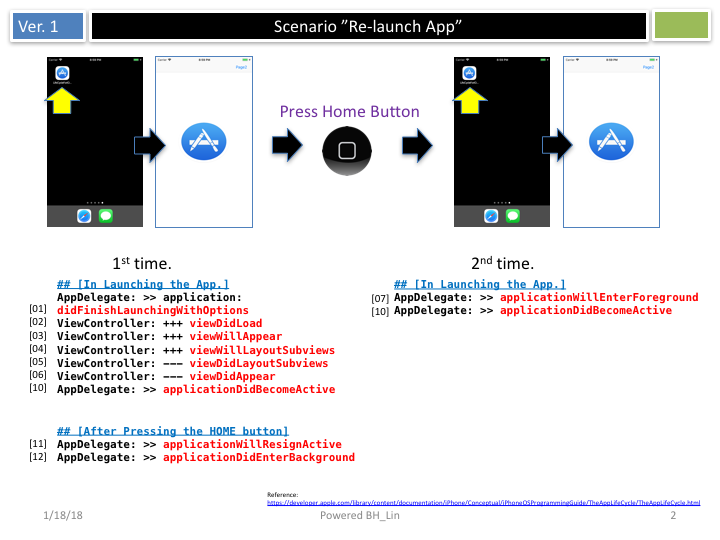 Ver. 1
Scenario ”Re-launch App”
Page2
Press Home Button
Page2
1st time.
2nd time.
## [In Launching the App.]
AppDelegate: >> application:
[01] didFinishLaunchingWithOptions
[02] ViewController: +++ viewDidLoad
[03] ViewController: +++ viewWillAppear
[04] ViewController: +++ viewWillLayoutSubviews
[05] ViewController: --- viewDidLayoutSubviews
[06] ViewController: --- viewDidAppear
[10] AppDelegate: >> applicationDidBecomeActive
## [In Launching the App.]
[07] AppDelegate: >> applicationWillEnterForeground
[10] AppDelegate: >> applicationDidBecomeActive
## [After Pressing the HOME button]
[11] AppDelegate: >> applicationWillResignActive
[12] AppDelegate: >> applicationDidEnterBackground
Reference:
https://developer.apple.com/library/content/documentation/iPhone/Conceptual/iPhoneOSProgrammingGuide/TheAppLifeCycle/TheAppLifeCycle.html
1/18/18
Powered BH_Lin
2